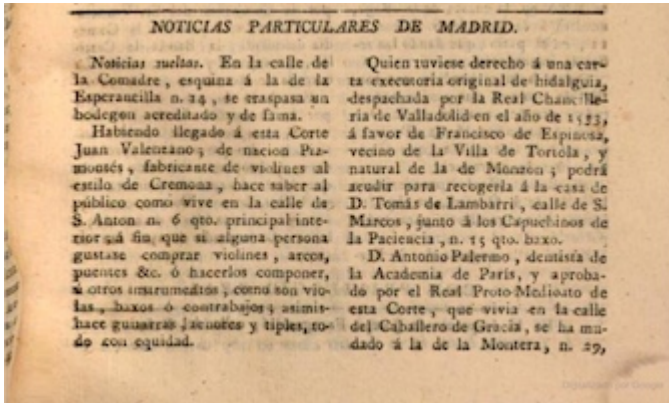 NOTICIAS PARTICULARES DE MADRID.
Noticias sueltas. En la calle de
la Comadre, esquina á la de la
Esperancilla n. 14, se traspasa un
bodegon acreditado y de fama.
Habiendo llegado á esta Corte
Juan Valenzano, de nacion Pia-
montés, fabricante de violines al
estilo de Cremona, hace saber al
público como vive en la calle de
S. Anton n. 6 qto. principal inte-
rior, á fin que si alguna persona
gustase comprar violines, arcos,
puentes &c. ó hacerlos componer,
ú otros instrumentos, como son vio-
las, baxos ó contrabajos; asimis-
hace guitarras, tenores y tiples, to-
do con equidad.
Quien tuviese derecho á una car-
ta executoria original de hidalguia,
despachada por la Real Chancille-
ria de Valladolid en el año de 1553,
á favor de Francisco de Espinosa,
vecino de la Villa de Tortola, y
natural de la de Monzon; podrá
acudir para recogerla á la casa de
D. Tomás de Lambarri, calle de S.
Marcos, junto á los Capuchinos de
la Paciencia, n. 15 qto. baxo.
D. Antonio Palermo, dentista de
la Academia de Paris, y aproba-
do por el Real Proto-Medicato de
esta Corte, que vivia en la calle
del Caballero de Gracia, se ha mu-
dado á la de la Montera, n. 29,